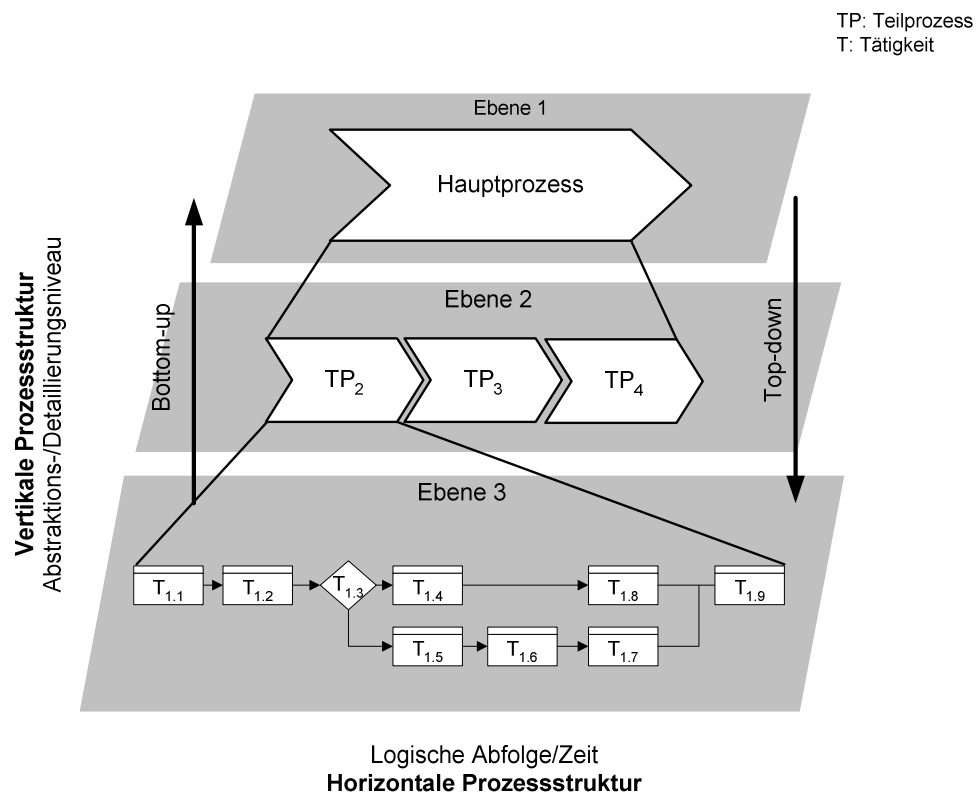 TP: Teilprozess
T: Tätigkeit
Ebene 1
Hauptprozess
Vertikale Prozessstruktur
Abstraktions-/Detaillierungsniveau
Bottom-up
Top-down
Ebene 2
TP2
TP3
TP4
Ebene 3
T1.1
T1.2
T1.3
T1.4
T1.8
T1.9
T1.5
T1.6
T1.7
Logische Abfolge/Zeit
Horizontale Prozessstruktur